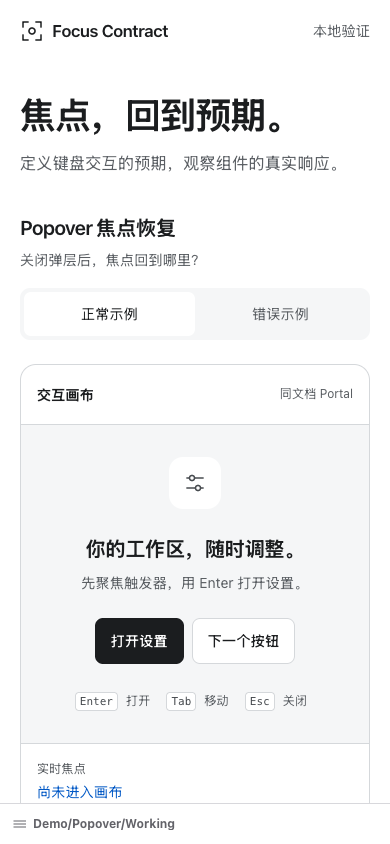 Focus Contract
本地验证
焦点，回到预期。
定义键盘交互的预期，观察组件的真实响应。
Popover 焦点恢复
关闭弹层后，焦点回到哪里？
正常示例
错误示例
交互画布
同文档 Portal
你的工作区，随时调整。
先聚焦触发器，用 Enter 打开设置。
打开设置
下一个按钮
Enter 打开 Tab 移动 Esc 关闭
实时焦点
尚未进入画布
Demo/Popover/Working